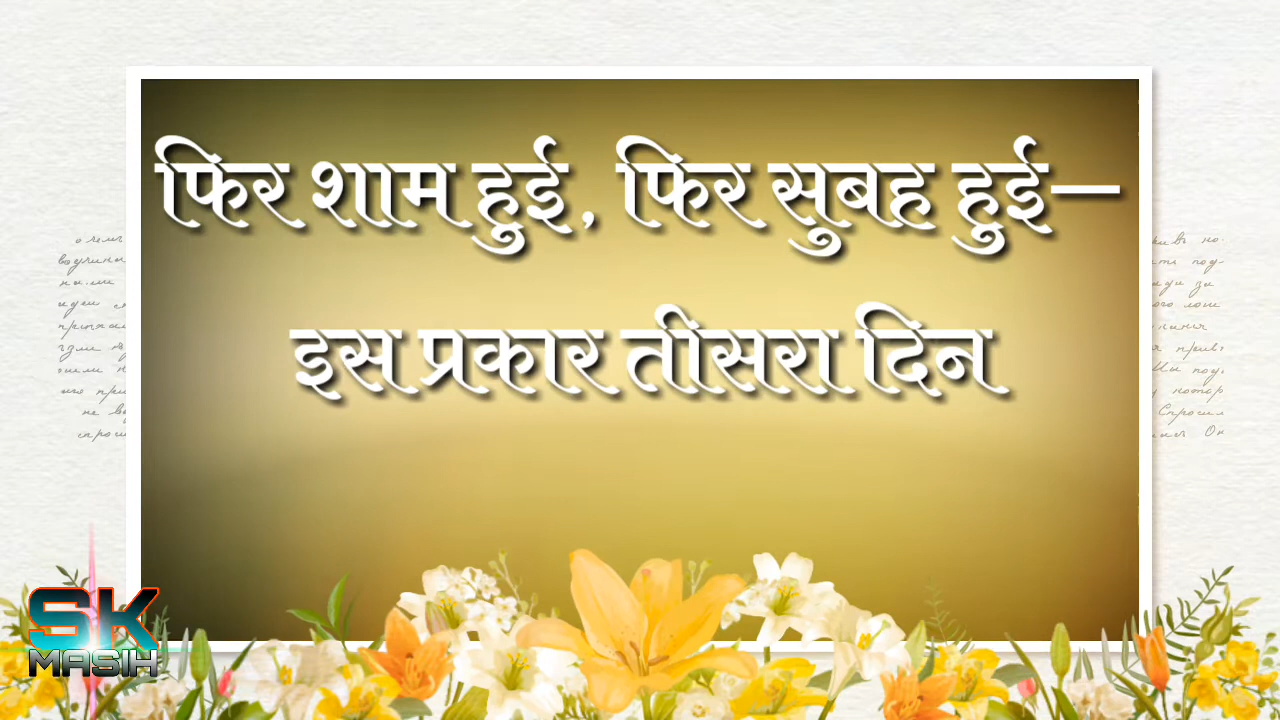 फिर शाम हुई, फिर सुबह हुई—
इस प्रकार तीसरा दिन
SK
MASIH